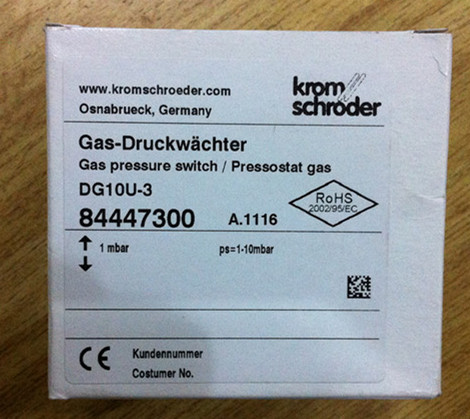 www.kromschroeder.com
Osnabrueck, Germany
krom
schröder
Gas-Druckwächter
Gas pressure switch / Pressostat gas
DG10U-3
84447300 A.1116
RoHS
2002/95/EC
1 mbar ps=1-10mbar
CE Kundennummer
Costumer No.